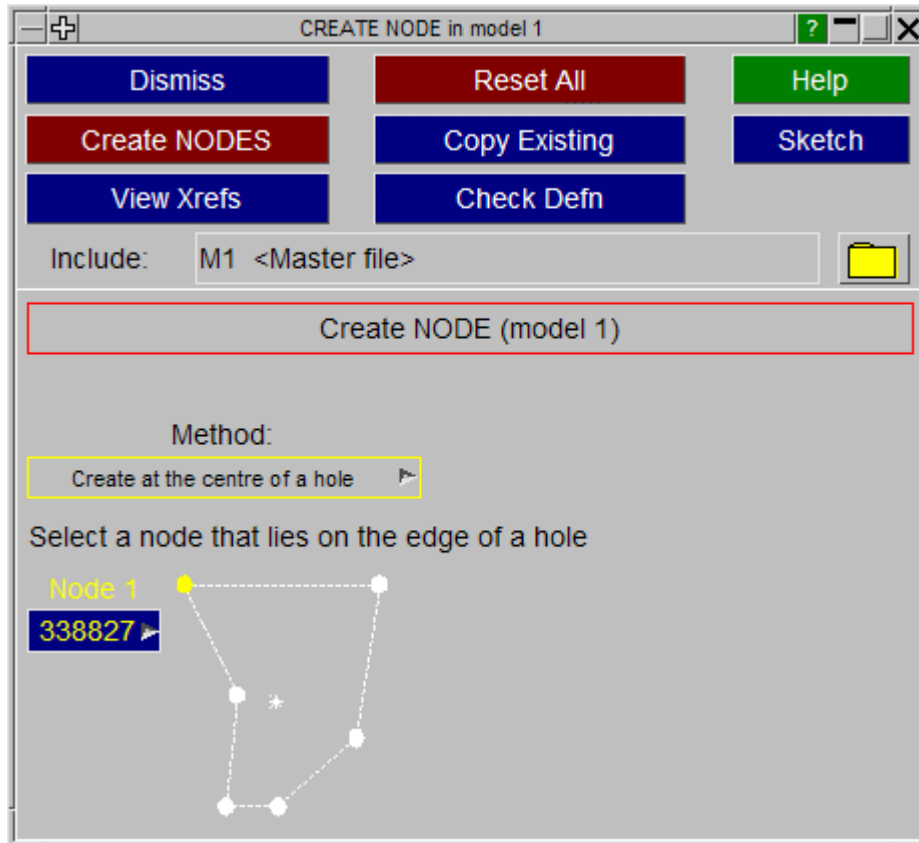 CREATE NODE in model 1 ?
Dismiss Reset All Help
Create NODES Copy Existing Sketch
View Xrefs Check Defn
Include: M1 <Master file>
Create NODE (model 1)
Method:
Create at the centre of a hole
Select a node that lies on the edge of a hole
Node 1
338827